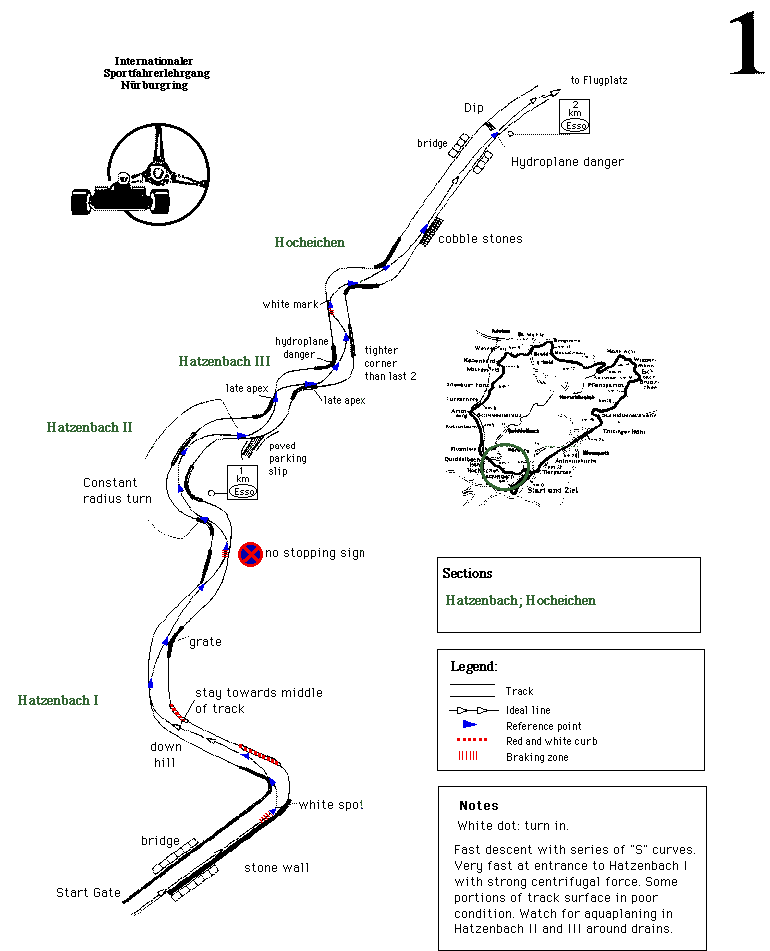 1
Internationaler
Sportfahrerlehrgang
Nürburgring
to Flugplatz
Dip
2
km
Esso
bridge
Hydroplane danger
cobble stones
Hocheichen
white mark
hydroplane
danger
tighter
corner
than last 2
Hatzenbach III
late apex
late apex
Hatzenbach II
paved
parking
slip
Constant
radius turn
1
km
Esso
no stopping sign
grate
Hatzenbach I
stay towards middle
of track
down
hill
white spot
bridge
stone wall
Start Gate
Start und Ziel
Sections
Hatzenbach; Hocheichen
Legend:
Track
Ideal line
Reference point
Red and white curb
Braking zone
Notes
White dot: turn in.
Fast descent with series of "S" curves.
Very fast at entrance to Hatzenbach I
with strong centrifugal force. Some
portions of track surface in poor
condition. Watch for aquaplaning in
Hatzenbach II and III around drains.